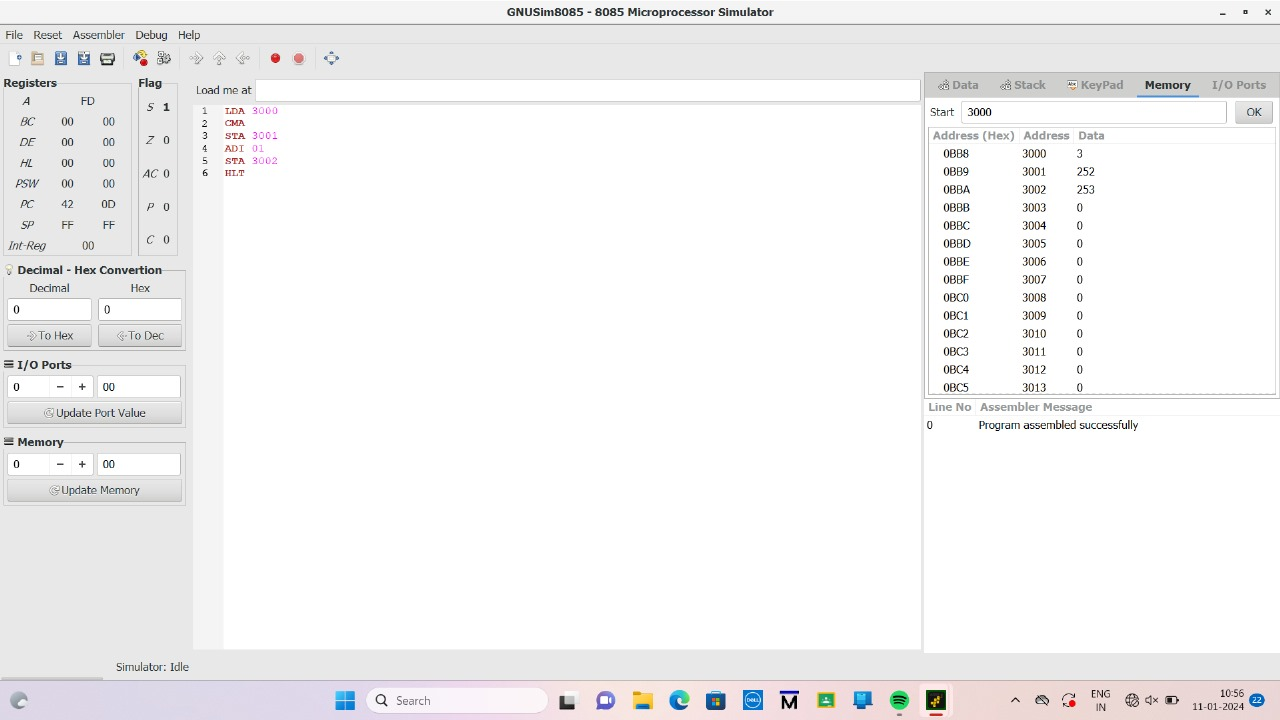 GNUSim8085 - 8085 Microprocessor Simulator
File Reset Assembler Debug Help
Registers
A FD
BC 00 00
DE 00 00
HL 00 00
PSW 00 00
PC 42 0D
SP FF FF
Int-Reg 00
Flag
S 1
Z 0
AC 0
P 0
C 0
Decimal - Hex Convertion
Decimal Hex
0 0
To Hex To Dec
I/O Ports
0 - + 00
Update Port Value
Memory
0 - + 00
Update Memory
Load me at
1 LDA 3000
2 CMA
3 STA 3001
4 ADI 01
5 STA 3002
6 HLT
Data Stack KeyPad Memory I/O Ports
Start 3000 OK
Address (Hex) Address Data
0BB8 3000 3
0BB9 3001 252
0BBA 3002 253
0BBB 3003 0
0BBC 3004 0
0BBD 3005 0
0BBE 3006 0
0BBF 3007 0
0BC0 3008 0
0BC1 3009 0
0BC2 3010 0
0BC3 3011 0
0BC4 3012 0
0BC5 3013 0
Line No Assembler Message
0 Program assembled successfully
Simulator: Idle
Search
DELL
M
ENG
IN
10:56
11-01-2024
22